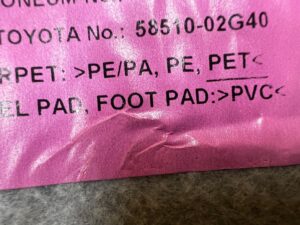 TOYOTA No.: 58510-02G40
RPET: >PE/PA, PE, PET<
EL PAD, FOOT PAD:>PVC<